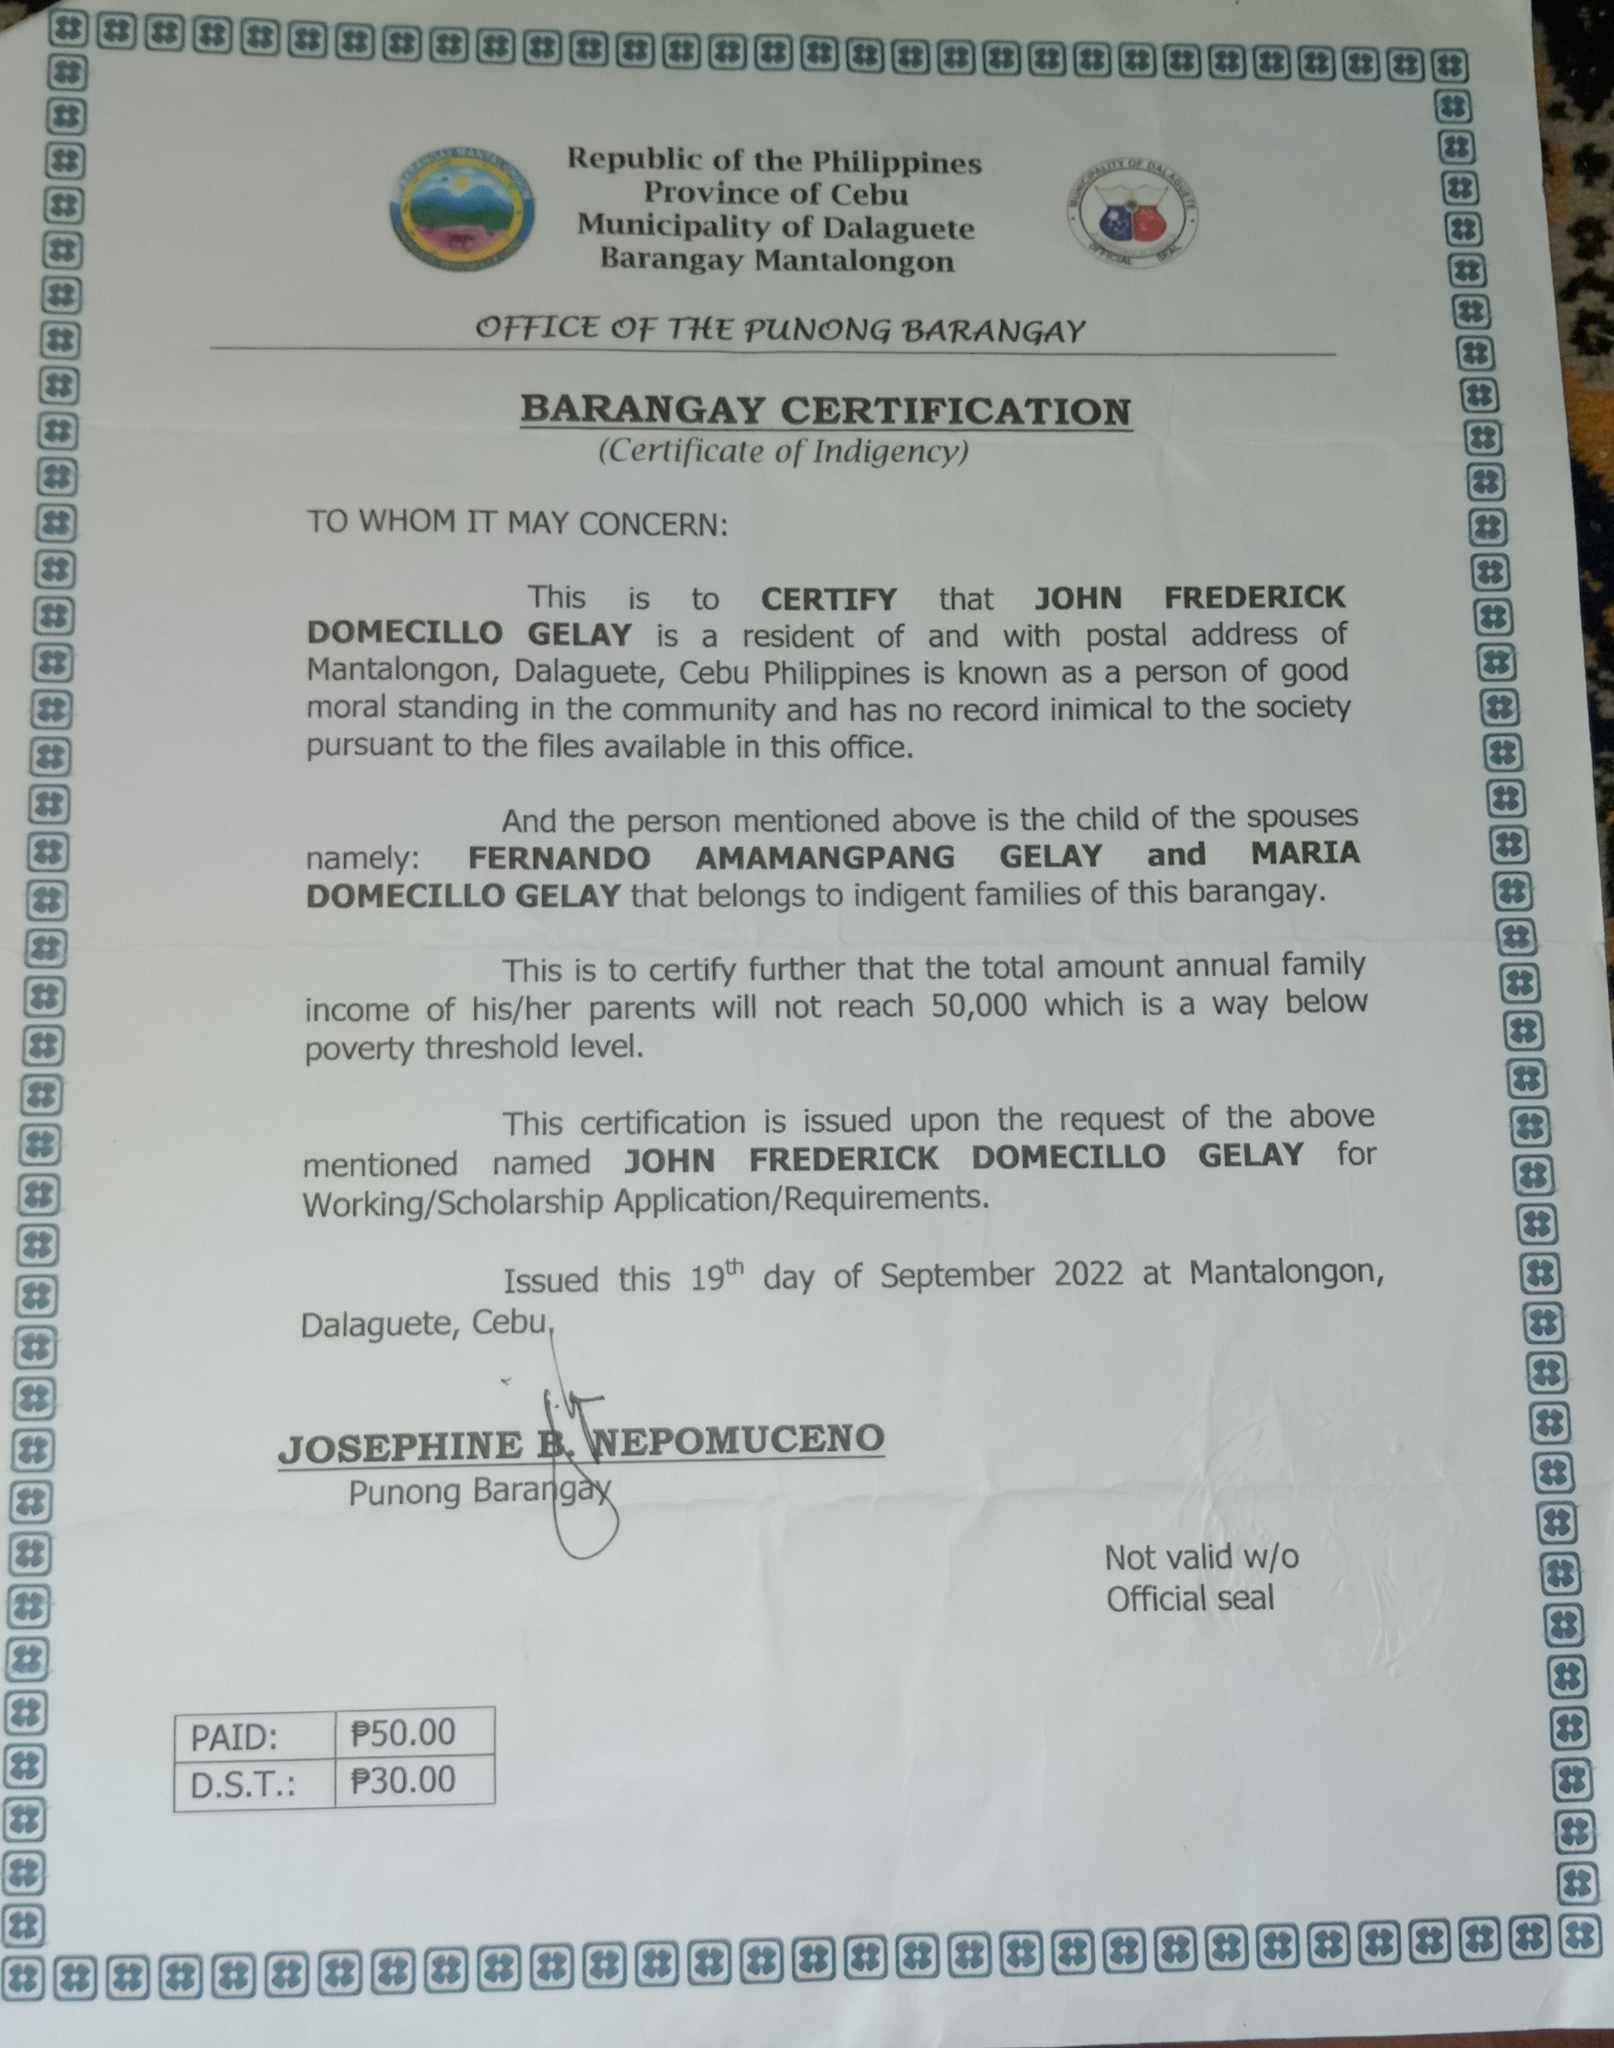 Republic of the Philippines
Province of Cebu
Municipality of Dalaguete
Barangay Mantalongon
MUNICIPALITY OF DALAGUETE
OFFICIAL SEAL
OFFICE OF THE PUNONG BARANGAY
BARANGAY CERTIFICATION
(Certificate of Indigency)
TO WHOM IT MAY CONCERN:
This is to CERTIFY that JOHN FREDERICK
DOMECILLO GELAY is a resident of and with postal address of
Mantalongon, Dalaguete, Cebu Philippines is known as a person of good
moral standing in the community and has no record inimical to the society
pursuant to the files available in this office.
And the person mentioned above is the child of the spouses
namely: FERNANDO AMAMANGPANG GELAY and MARIA
DOMECILLO GELAY that belongs to indigent families of this barangay.
This is to certify further that the total amount annual family
income of his/her parents will not reach 50,000 which is a way below
poverty threshold level.
This certification is issued upon the request of the above
mentioned named JOHN FREDERICK DOMECILLO GELAY for
Working/Scholarship Application/Requirements.
Issued this 19th day of September 2022 at Mantalongon,
Dalaguete, Cebu.
JOSEPHINE B. NEPOMUCENO
Punong Barangay
Not valid w/o
Official seal
PAID: ₱50.00
D.S.T.: ₱30.00